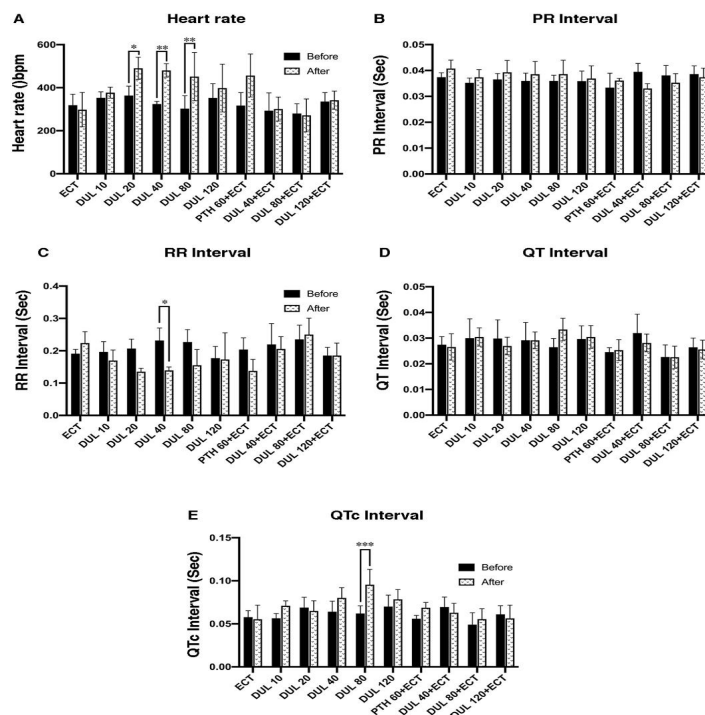 A
Heart rate
Heart rate ()bpm
600
400
200
0
*
**
**
Before
After
ECT
DUL 10
DUL 20
DUL 40
DUL 80
DUL 120
PTH 60+ECT
DUL 40+ECT
DUL 80+ECT
DUL 120+ECT
B
PR Interval
PR Interval (Sec)
0.05
0.04
0.03
0.02
0.01
0.00
Before
After
ECT
DUL 10
DUL 20
DUL 40
DUL 80
DUL 120
PTH 60+ECT
DUL 40+ECT
DUL 80+ECT
DUL 120+ECT
C
RR Interval
RR Interval (Sec)
0.4
0.3
0.2
0.1
0.0
*
Before
After
ECT
DUL 10
DUL 20
DUL 40
DUL 80
DUL 120
PTH 60+ECT
DUL 40+ECT
DUL 80+ECT
DUL 120+ECT
D
QT Interval
QT Interval (Sec)
0.05
0.04
0.03
0.02
0.01
0.00
Before
After
ECT
DUL 10
DUL 20
DUL 40
DUL 80
DUL 120
PTH 60+ECT
DUL 40+ECT
DUL 80+ECT
DUL 120+ECT
E
QTc Interval
QTc Interval (Sec)
0.15
0.10
0.05
0.00
***
Before
After
ECT
DUL 10
DUL 20
DUL 40
DUL 80
DUL 120
PTH 60+ECT
DUL 40+ECT
DUL 80+ECT
DUL 120+ECT